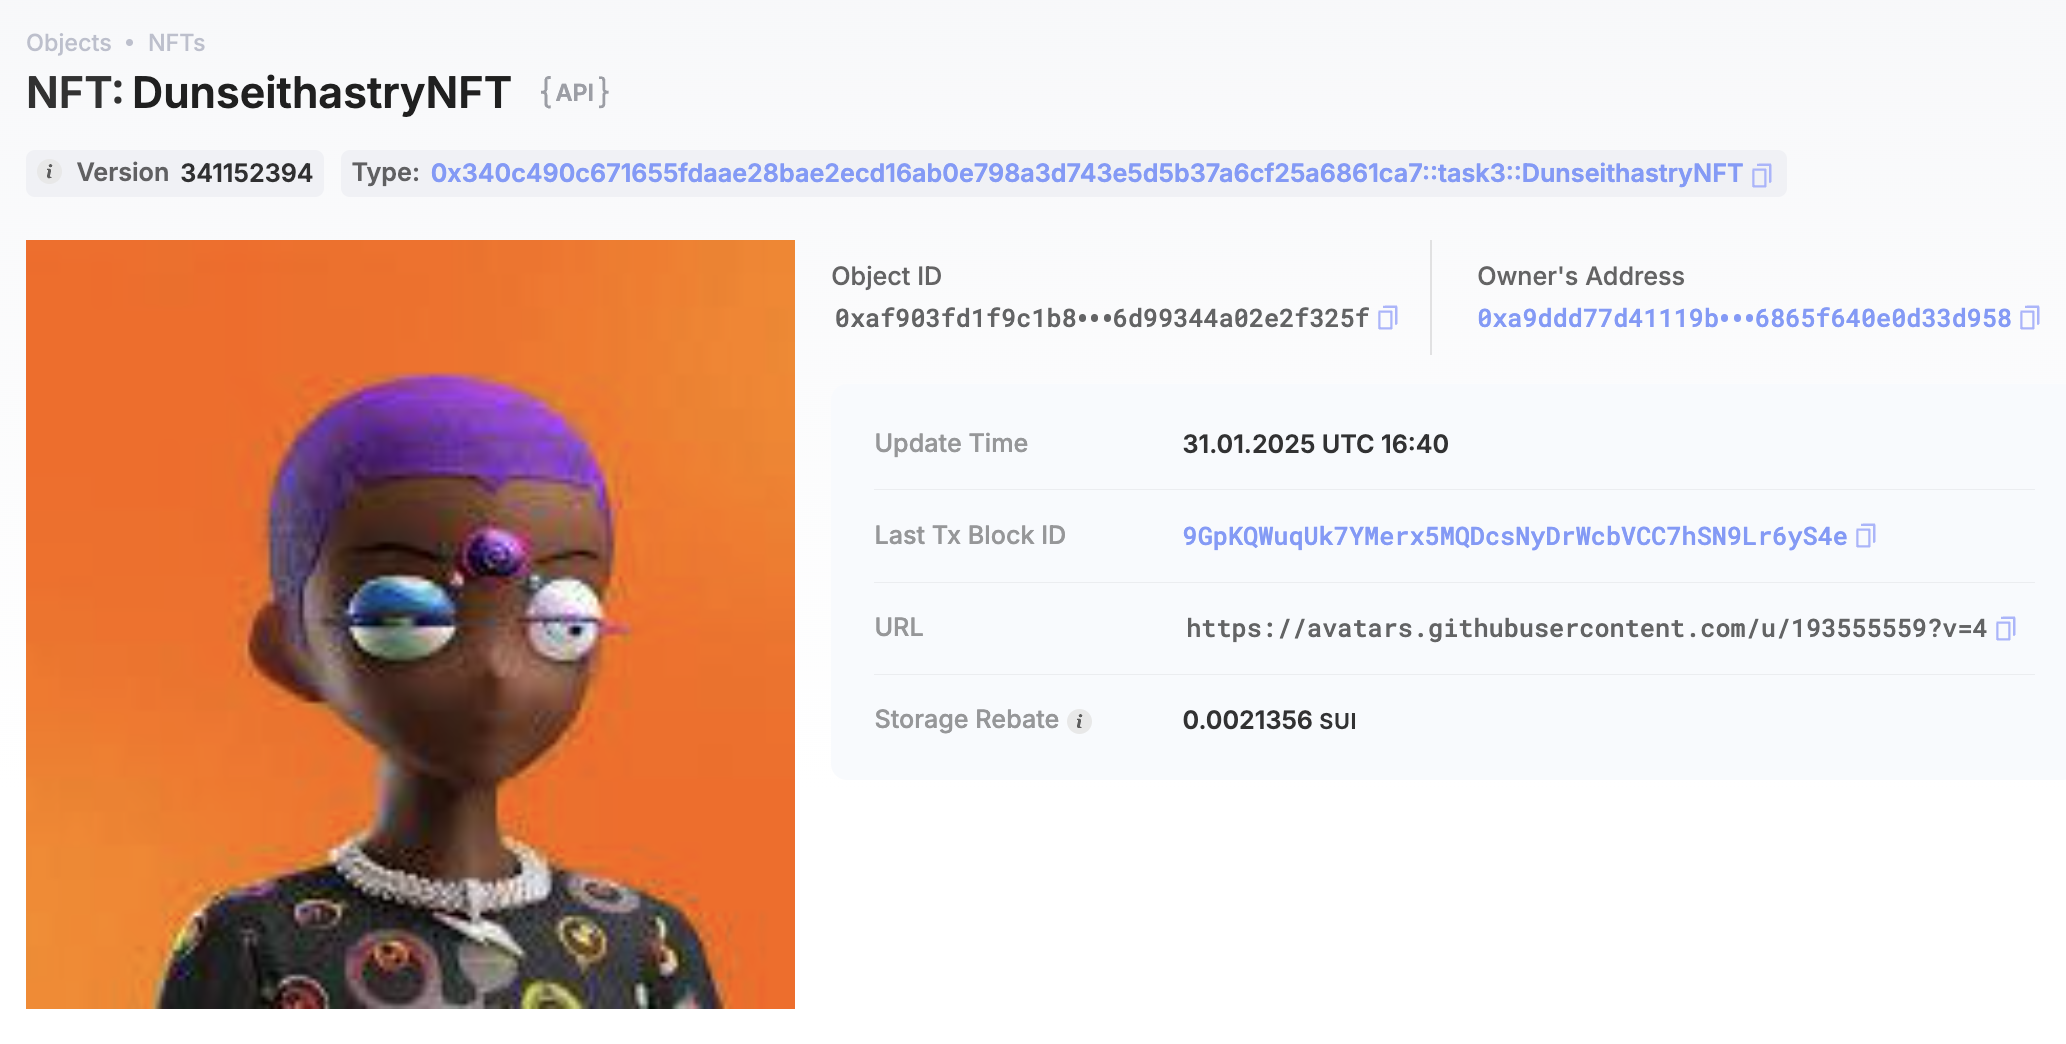 Objects • NFTs
NFT: DunseithastryNFT {API}
i Version 341152394 Type: 0x340c490c671655fdaae28bae2ecd16ab0e798a3d743e5d5b37a6cf25a6861ca7::task3::DunseithastryNFT
Object ID
0xaf903fd1f9c1b8•••6d99344a02e2f325f
Owner's Address
0xa9ddd77d41119b•••6865f640e0d33d958
Update Time 31.01.2025 UTC 16:40
Last Tx Block ID 9GpKQWuqUk7YMerx5MQDcsNyDrWcbVCC7hSN9Lr6yS4e
URL https://avatars.githubusercontent.com/u/193555559?v=4
Storage Rebate i 0.0021356 SUI